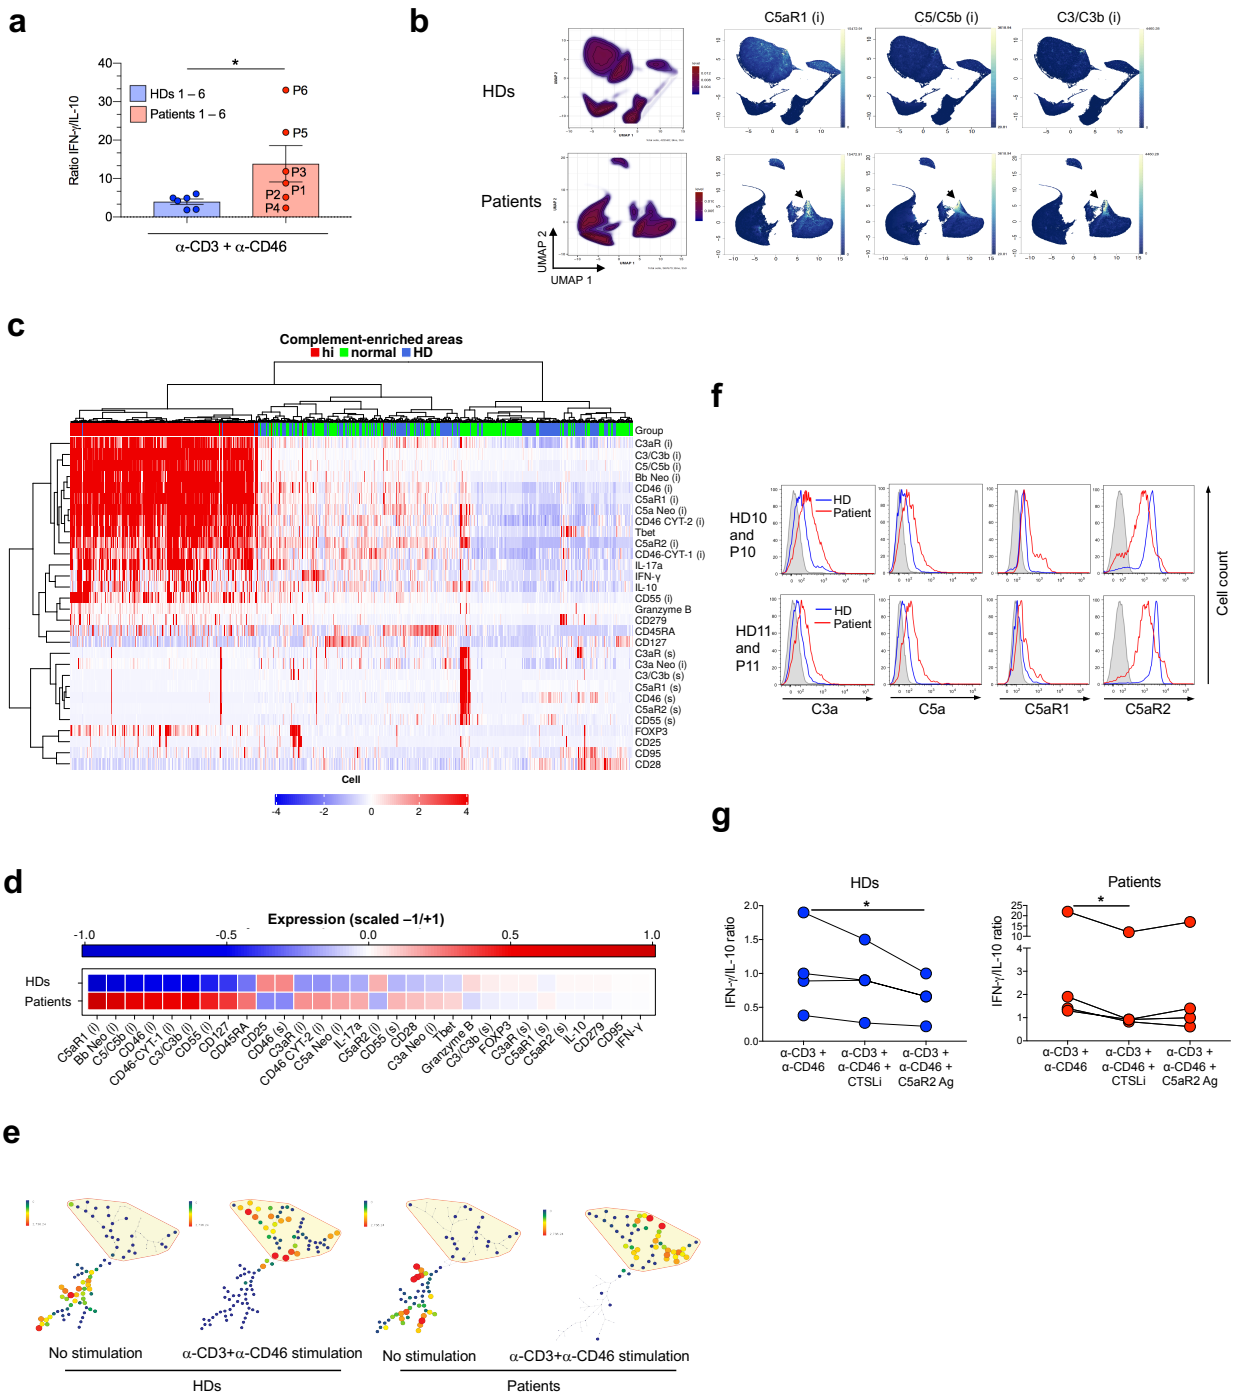 a
40
30
20
10
0
Ratio IFN-γ/IL-10
HDs 1 – 6
Patients 1 – 6
*
P6
P5
P3
P1
P2
P4
α-CD3 + α-CD46
b
C5aR1 (i)
C5/C5b (i)
C3/C3b (i)
HDs
Patients
UMAP 2
UMAP 1
c
Complement-enriched areas
hi normal HD
Group
C3aR (i)
C3/C3b (i)
C5/C5b (i)
Bb Neo (i)
CD46 (i)
C5aR1 (i)
C5a Neo (i)
CD46 CYT-2 (i)
Tbet
C5aR2 (i)
CD46-CYT-1 (i)
IL-17a
IFN-γ
IL-10
CD55 (i)
Granzyme B
CD279
CD45RA
CD127
C3aR (s)
C3a Neo (i)
C3/C3b (s)
C5aR1 (s)
CD46 (s)
C5aR2 (s)
CD55 (s)
FOXP3
CD25
CD95
CD28
Cell
-4 -2 0 2 4
d
Expression (scaled –1/+1)
-1.0 -0.5 0.0 0.5 1.0
HDs
Patients
C5aR1 (i)
Bb Neo (i)
C5/C5b (i)
CD46 (i)
CD46-CYT-1 (i)
C3/C3b (i)
CD55 (i)
CD127
CD45RA
CD25
CD46 (s)
C3aR (i)
CD46 CYT-2 (i)
C5a Neo (i)
IL-17a
C5aR2 (i)
CD55 (s)
CD28
C3a Neo (i)
Tbet
Granzyme B
C3/C3b (s)
FOXP3
C3aR (s)
C5aR1 (s)
C5aR2 (s)
IL-10
CD279
CD95
IFN-γ
e
No stimulation
α-CD3+α-CD46 stimulation
No stimulation
α-CD3+α-CD46 stimulation
HDs
Patients
f
HD10
and
P10
HD
Patient
HD11
and
P11
HD
Patient
C3a
C5a
C5aR1
C5aR2
Cell count
g
HDs
IFN-γ/IL-10 ratio
2.0
1.5
1.0
0.5
0.0
*
α-CD3 +
α-CD46
α-CD3 +
α-CD46 +
CTSLi
α-CD3 +
α-CD46 +
C5aR2 Ag
Patients
IFN-γ/IL-10 ratio
25
20
15
10
4
3
2
1
0
*
α-CD3 +
α-CD46
α-CD3 +
α-CD46 +
CTSLi
α-CD3 +
α-CD46 +
C5aR2 Ag